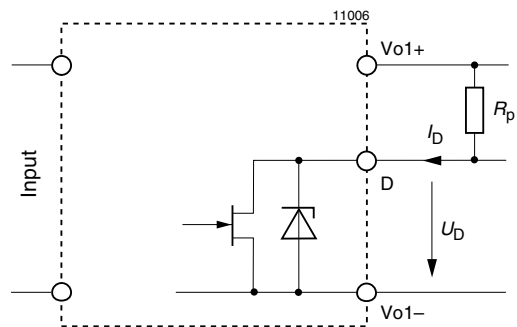 11006
Vo1+
Rp
ID
Input
D
UD
Vo1–